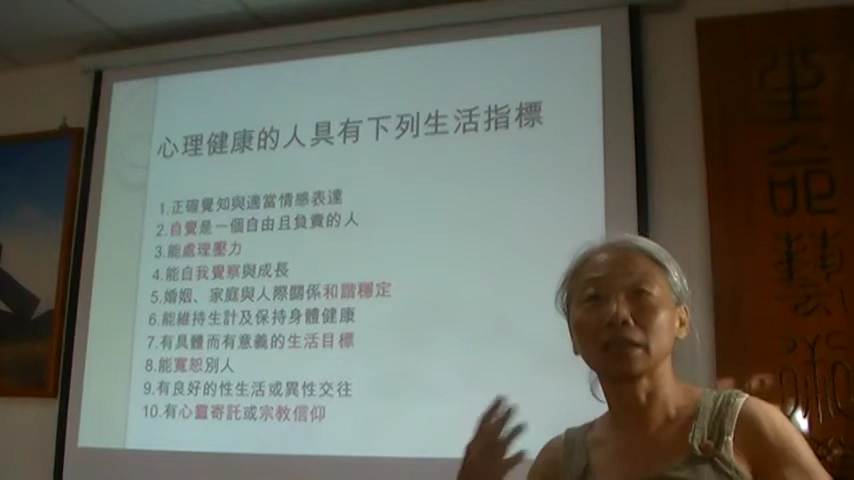 心理健康的人具有下列生活指標
1.正確覺知與適當情感表達
2.自覺是一個自由且負責的人
3.能處理壓力
4.能自我覺察與成長
5.婚姻、家庭與人際關係和諧穩定
6.能維持生計及保持身體健康
7.有具體而有意義的生活目標
8.能寬恕別人
9.有良好的性生活或異性交往
10.有心靈寄託或宗教信仰
生命藝術